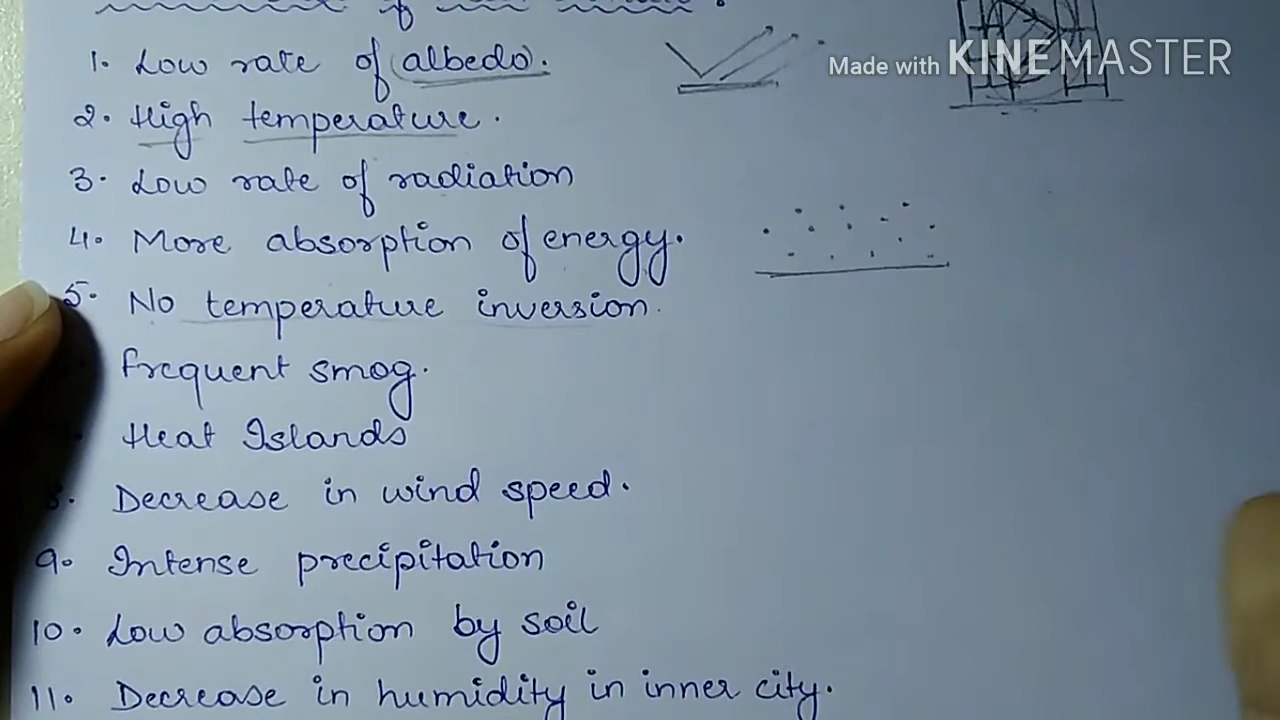 1. Low rate of albedo.
Made with KINEMASTER
2. High temperature.
3. Low rate of radiation
4. More absorption of energy.
5. No temperature inversion.
Frequent smog.
Heat Islands
8. Decrease in wind speed.
9. Intense precipitation
10. Low absorption by soil
11. Decrease in humidity in inner city.